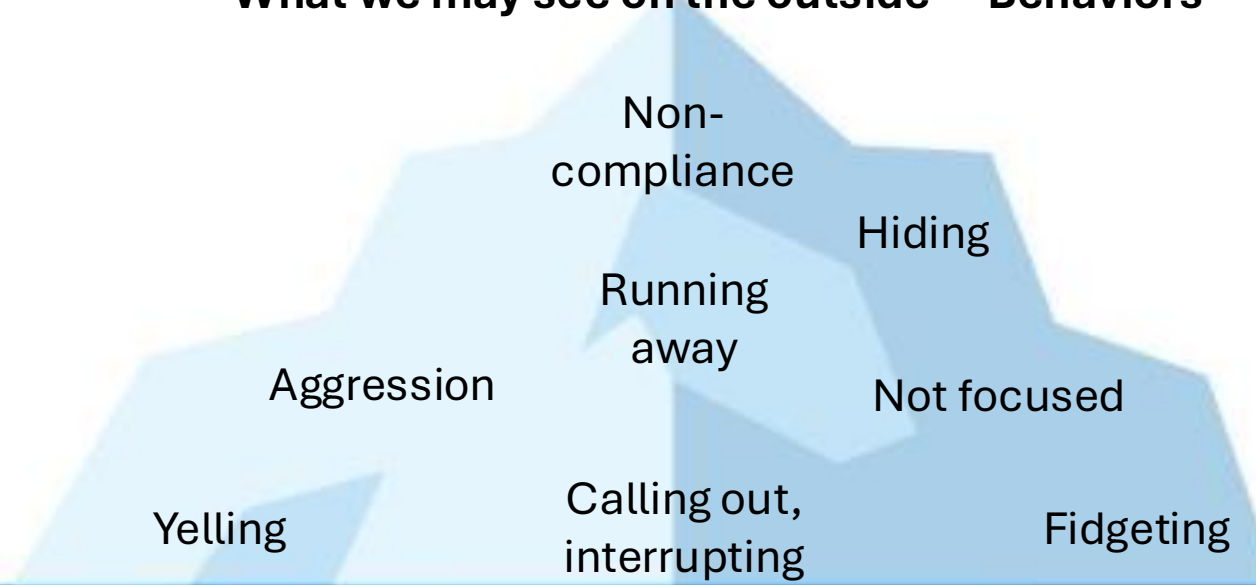 What we may see on the outside – Behaviors
Non-
compliance
Hiding
Running
away
Aggression
Not focused
Calling out,
interrupting
Yelling
Fidgeting